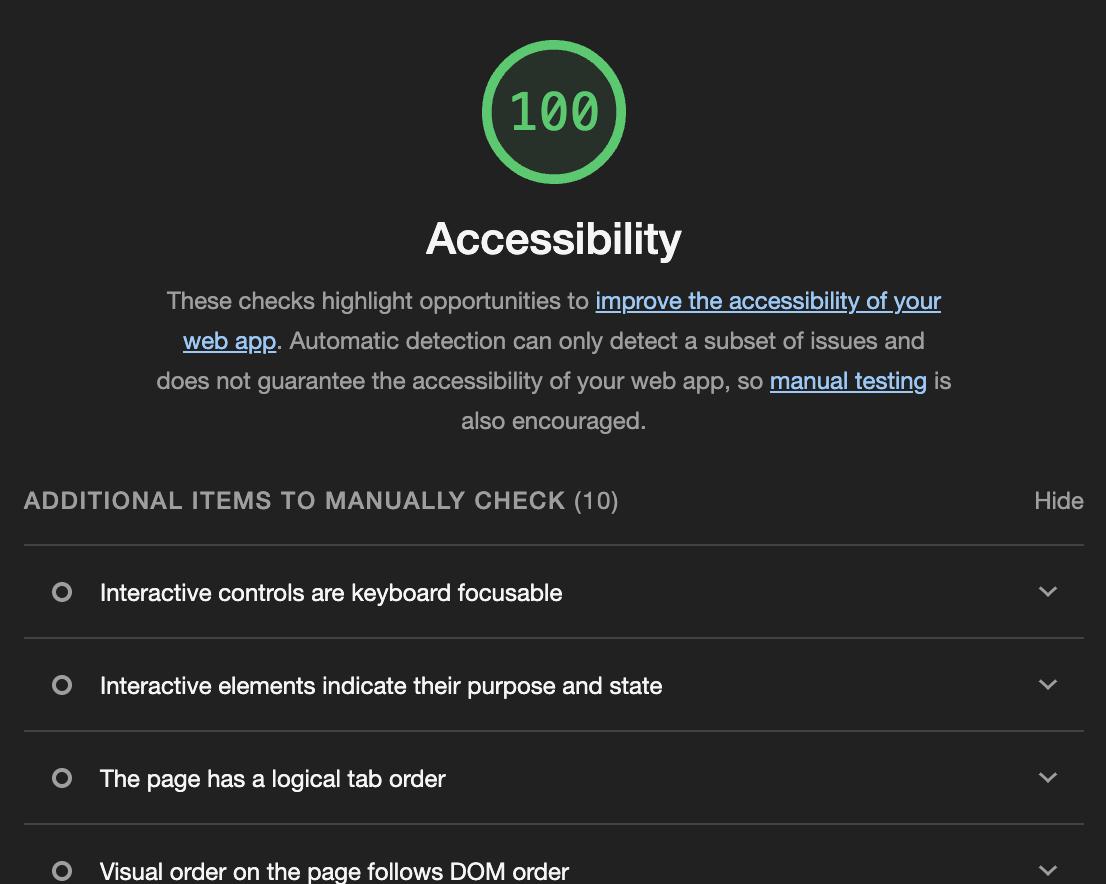 100
Accessibility
These checks highlight opportunities to improve the accessibility of your
web app. Automatic detection can only detect a subset of issues and
does not guarantee the accessibility of your web app, so manual testing is
also encouraged.
ADDITIONAL ITEMS TO MANUALLY CHECK (10) Hide
Interactive controls are keyboard focusable
Interactive elements indicate their purpose and state
The page has a logical tab order
Visual order on the page follows DOM order